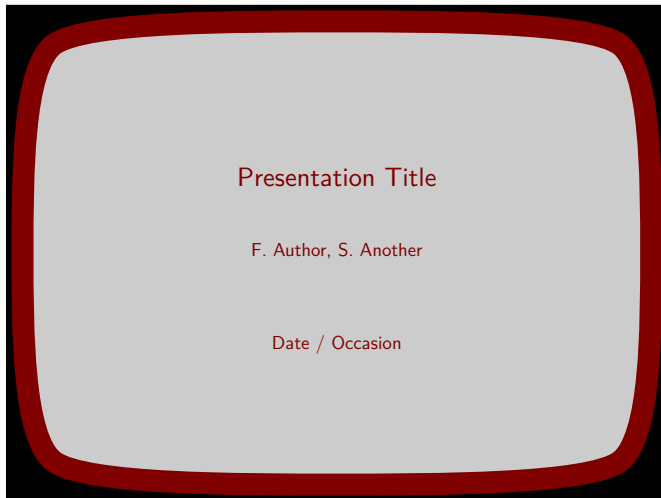 Presentation Title
F. Author, S. Another
Date / Occasion